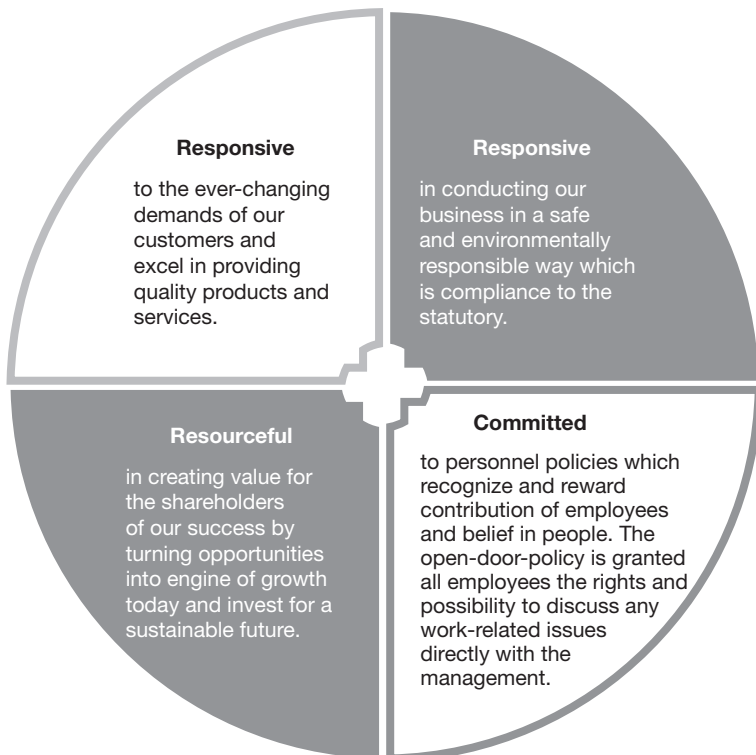 Responsive
to the ever-changing
demands of our
customers and
excel in providing
quality products and
services.
Responsive
in conducting our
business in a safe
and environmentally
responsible way which
is compliance to the
statutory.
Resourceful
in creating value for
the shareholders
of our success by
turning opportunities
into engine of growth
today and invest for a
sustainable future.
Committed
to personnel policies which
recognize and reward
contribution of employees
and belief in people. The
open-door-policy is granted
all employees the rights and
possibility to discuss any
work-related issues
directly with the
management.